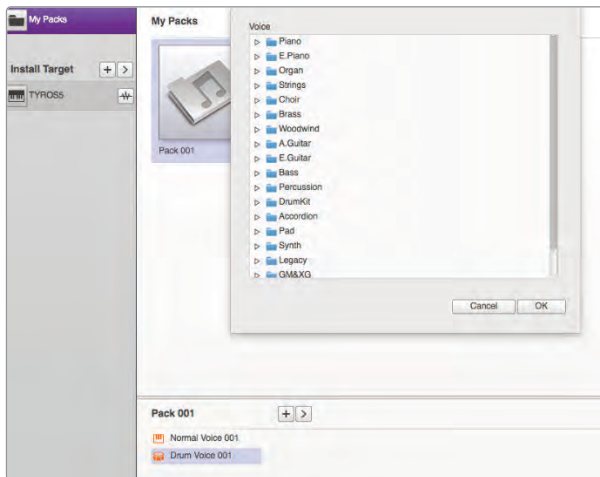 My Packs
Install Target
TYROS5
My Packs
Pack 001
Voice
Piano
E.Piano
Organ
Strings
Choir
Brass
Woodwind
A.Guitar
E.Guitar
Bass
Percussion
DrumKit
Accordion
Pad
Synth
Legacy
GM&XG
Cancel
OK
Pack 001
Normal Voice 001
Drum Voice 001